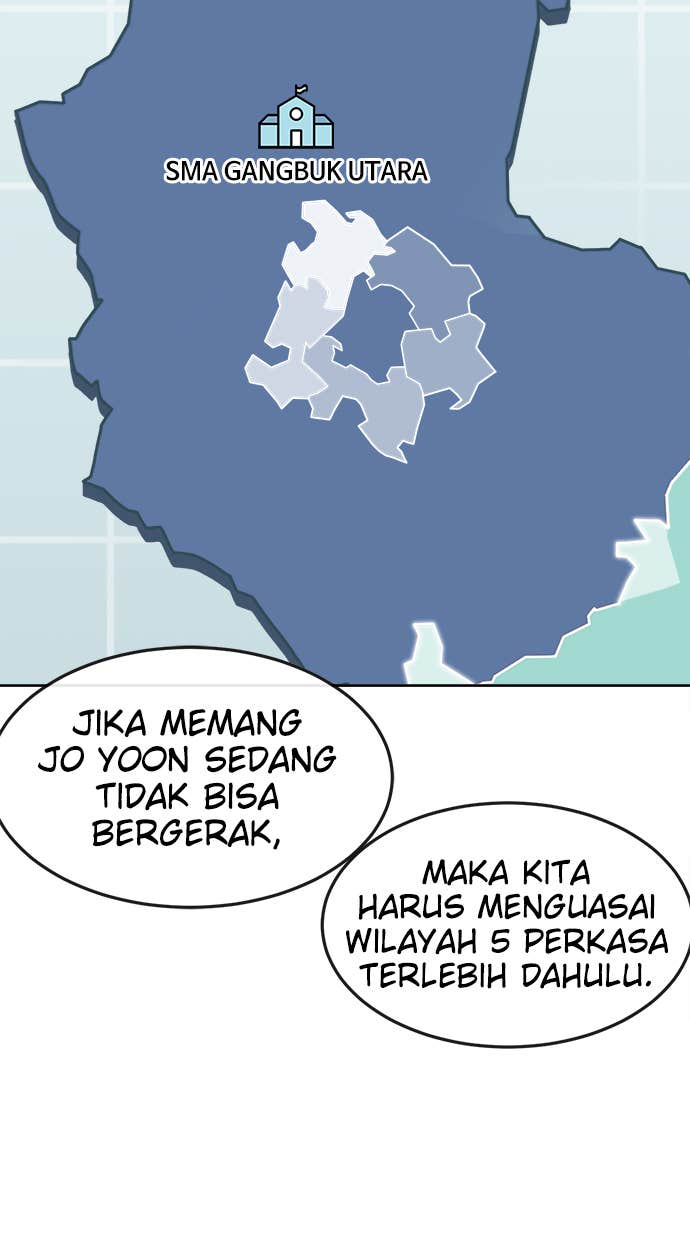 SMA GANGBUK UTARA
JIKA MEMANG
JO YOON SEDANG
TIDAK BISA
BERGERAK,
MAKA KITA
HARUS MENGUASAI
WILAYAH 5 PERKASA
TERLEBIH DAHULU.